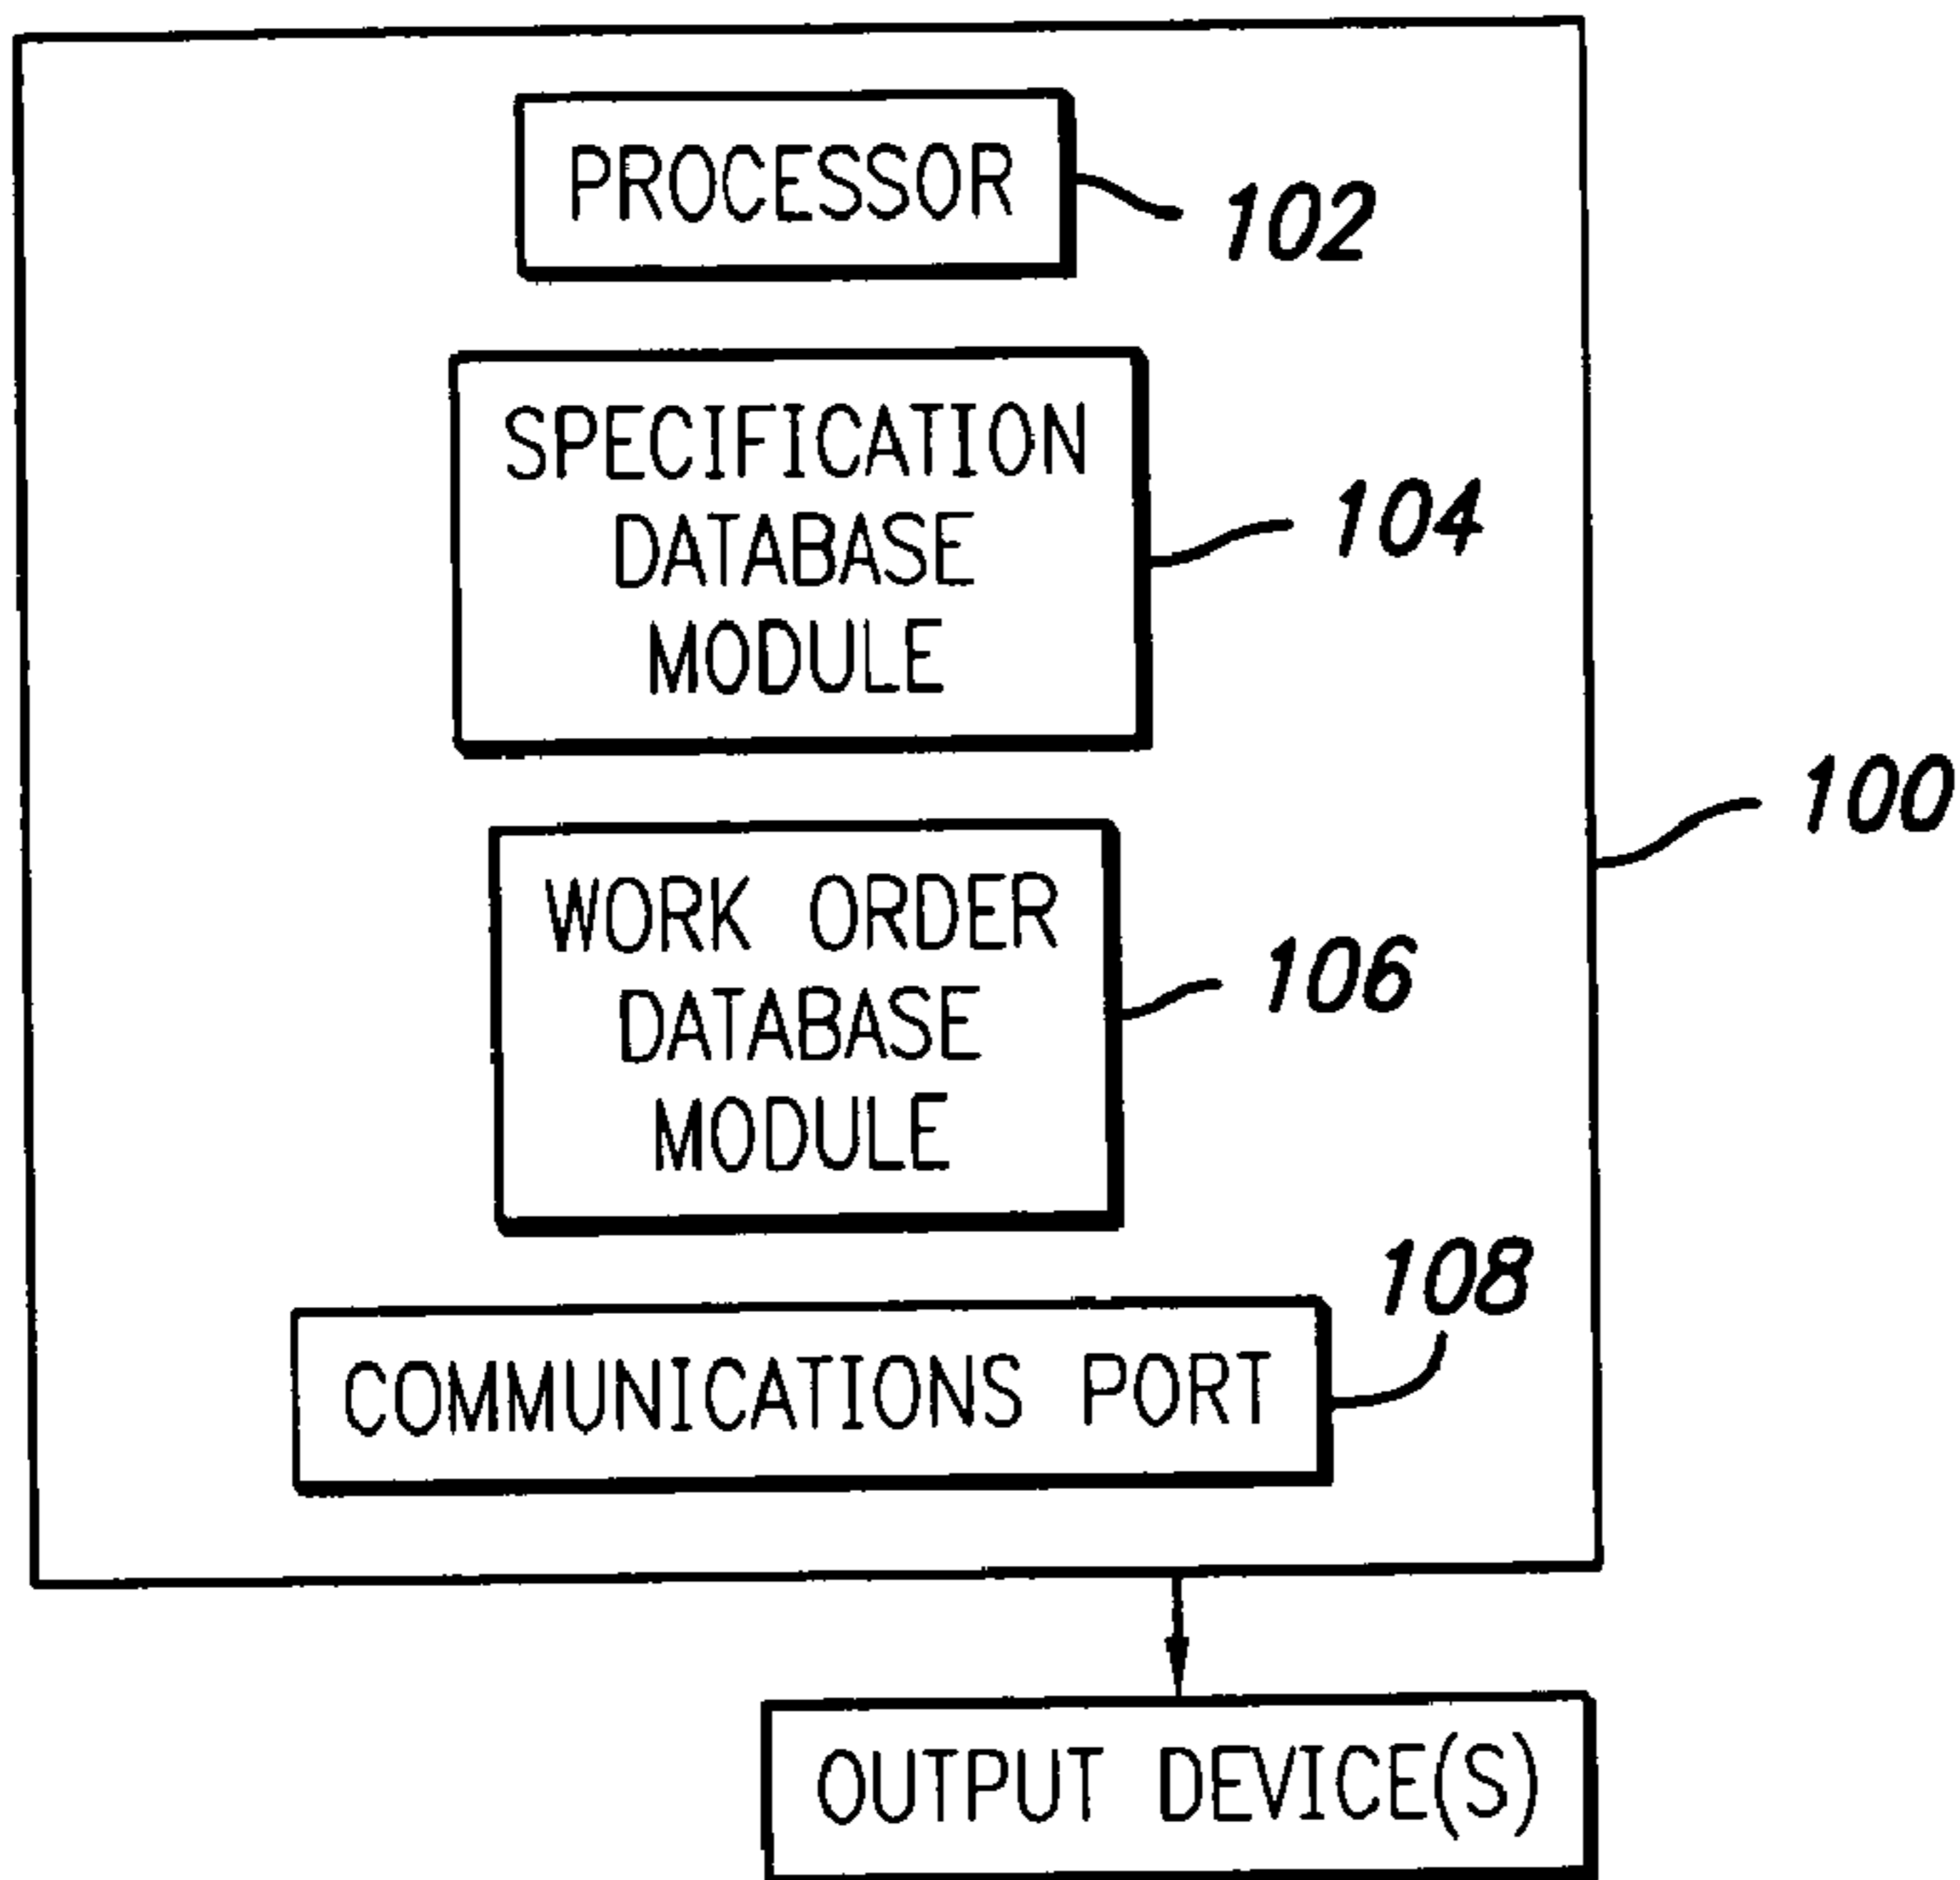 PROCESSOR
102
SPECIFICATION
DATABASE
MODULE
104
100
WORK ORDER
DATABASE
MODULE
106
108
COMMUNICATIONS PORT
OUTPUT DEVICE(S)